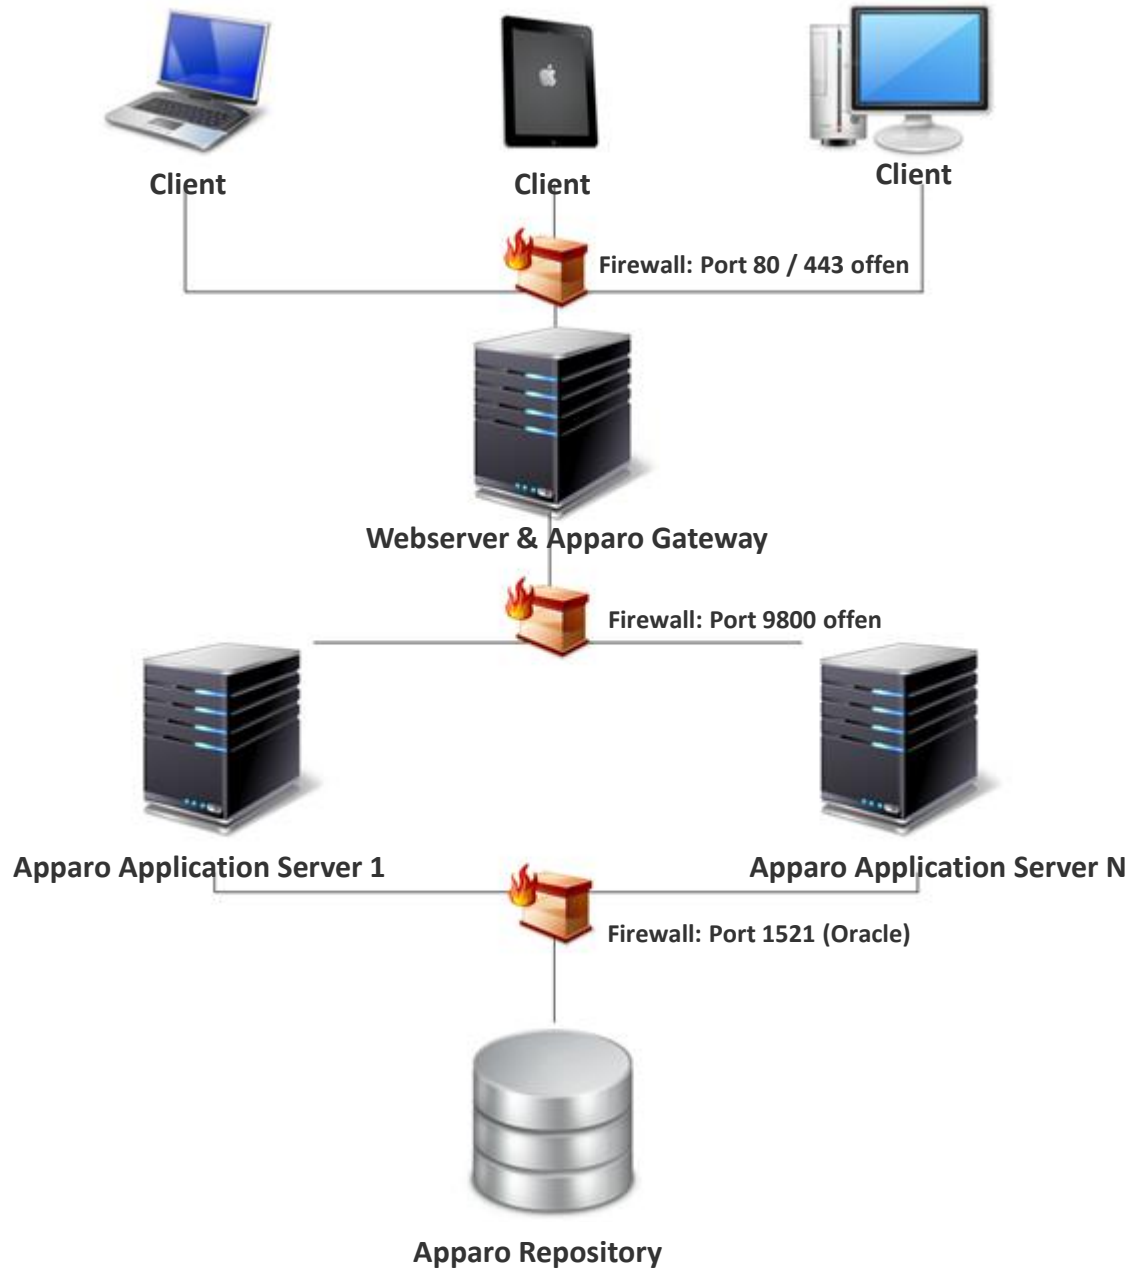 Client
Client
Client
Firewall: Port 80 / 443 offen
Webserver & Apparo Gateway
Firewall: Port 9800 offen
Apparo Application Server 1
Apparo Application Server N
Firewall: Port 1521 (Oracle)
Apparo Repository